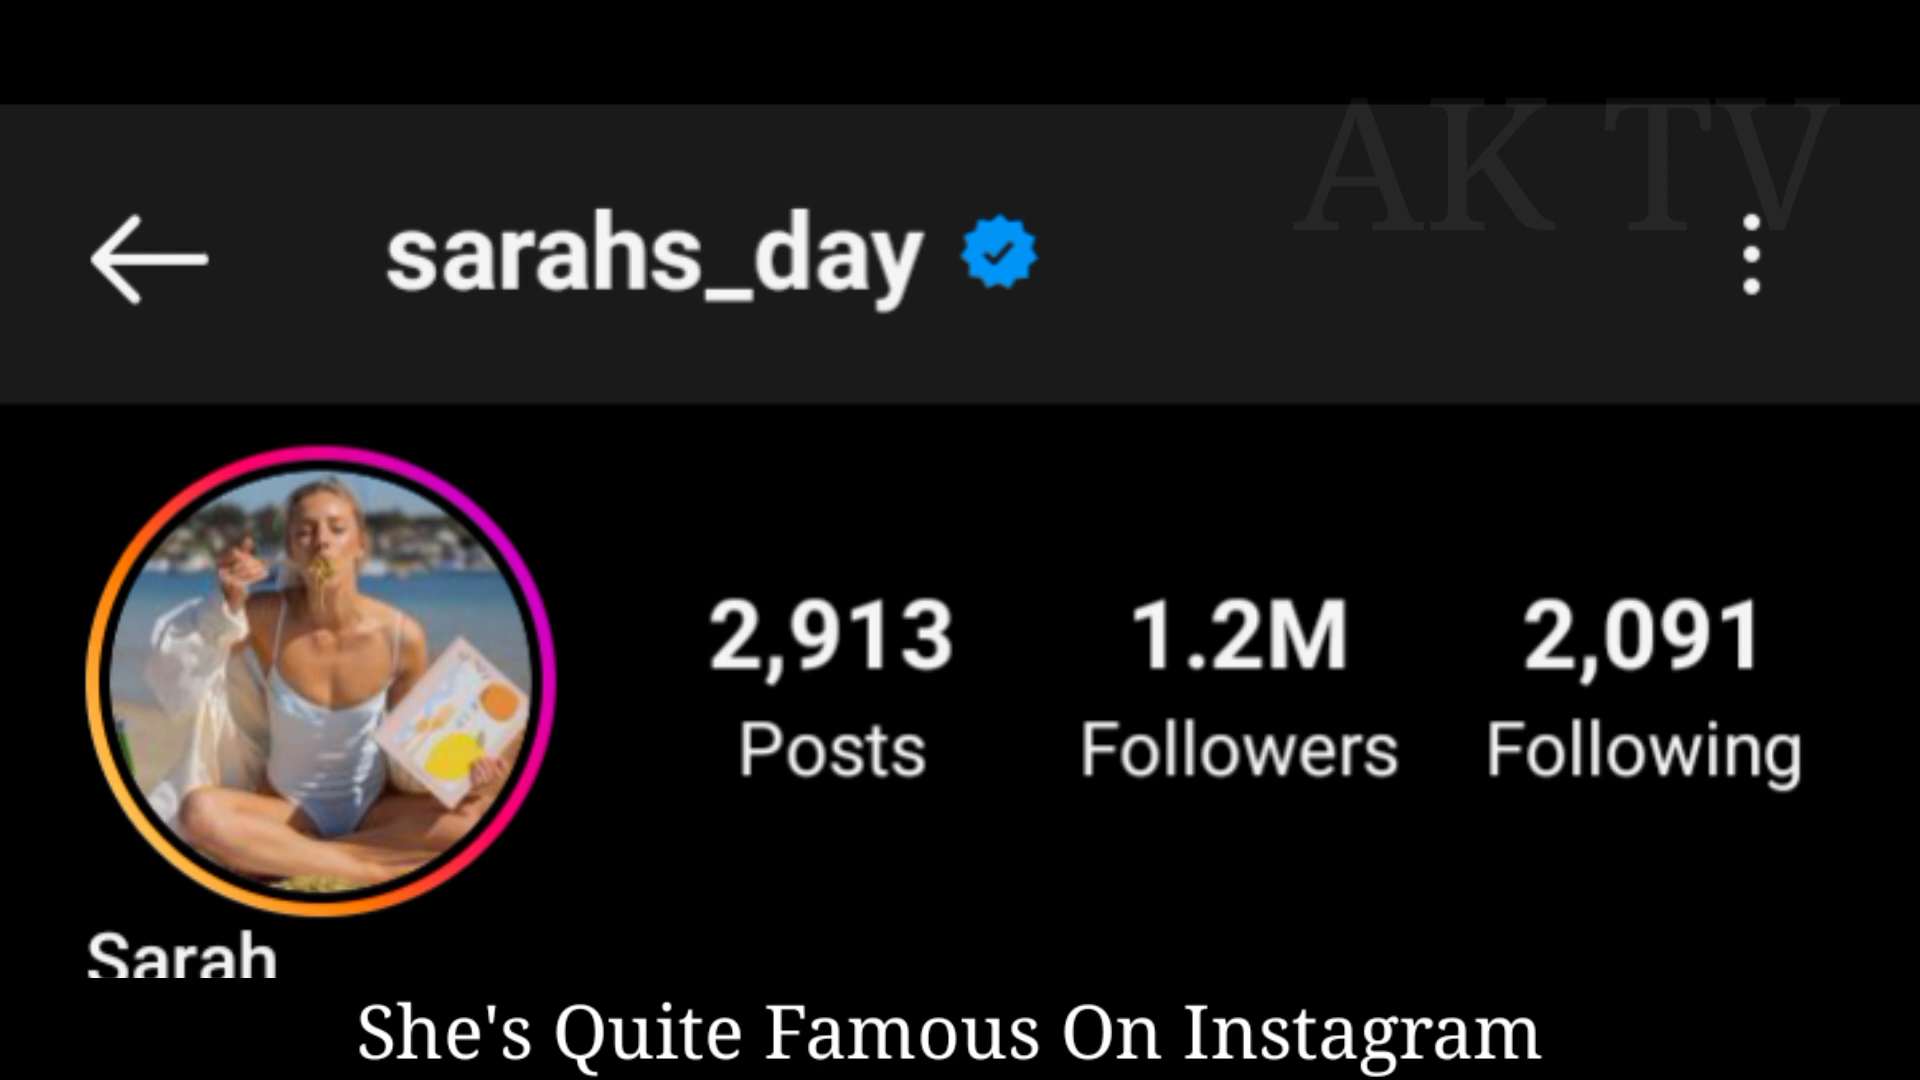 AK TV
sarahs_day
2,913 1.2M 2,091
Posts Followers Following
Sarah
She's Quite Famous On Instagram